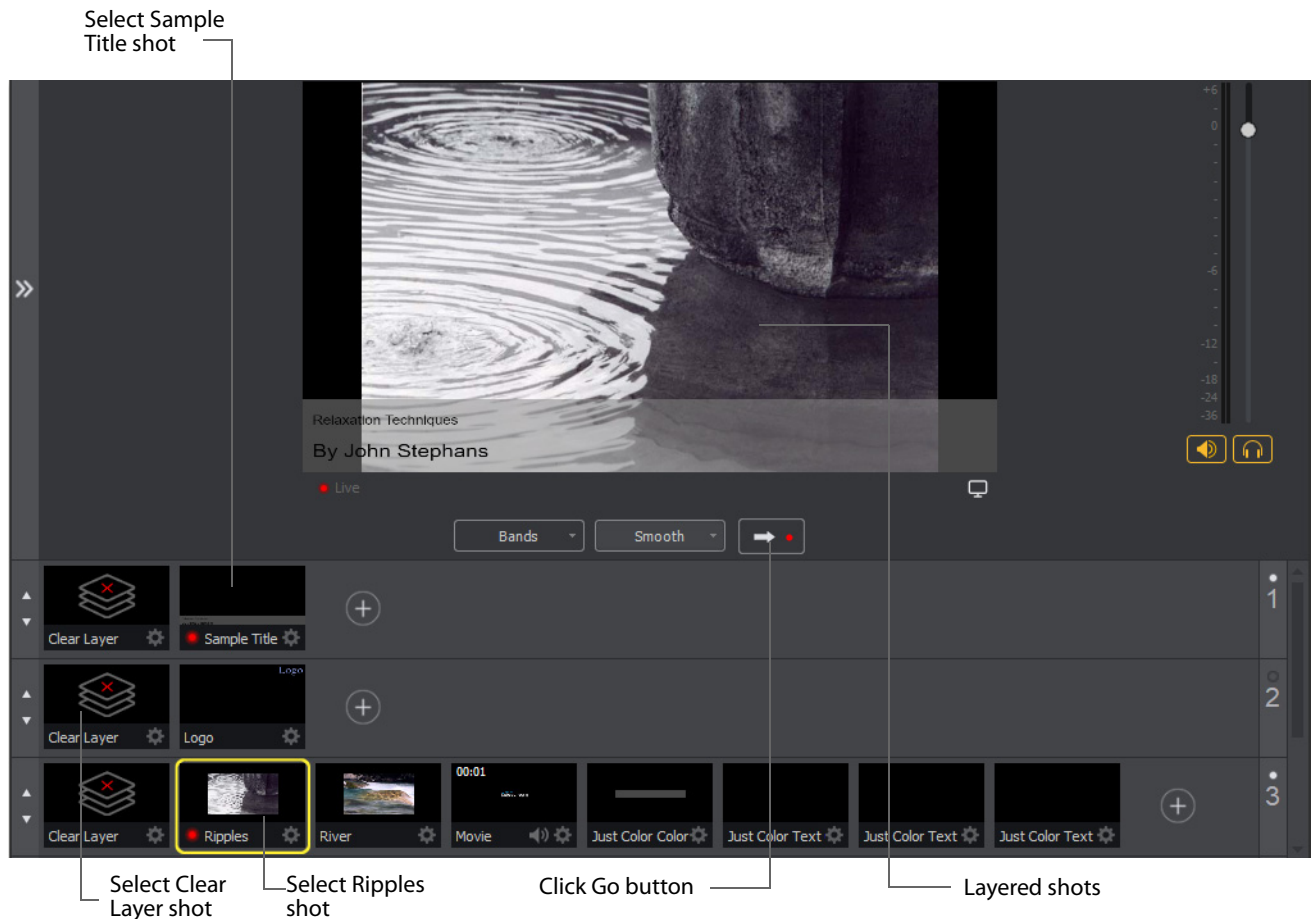 Select Sample
Title shot
+6
0
-6
-12
-18
-24
-36
Relaxation Techniques
By John Stephans
Live
Bands
Smooth
Clear Layer
Sample Title
1
Logo
Clear Layer
Logo
2
00:01
Clear Layer
Ripples
River
Movie
Just Color Color
Just Color Text
Just Color Text
Just Color Text
3
Select Clear
Layer shot
Select Ripples
shot
Click Go button
Layered shots